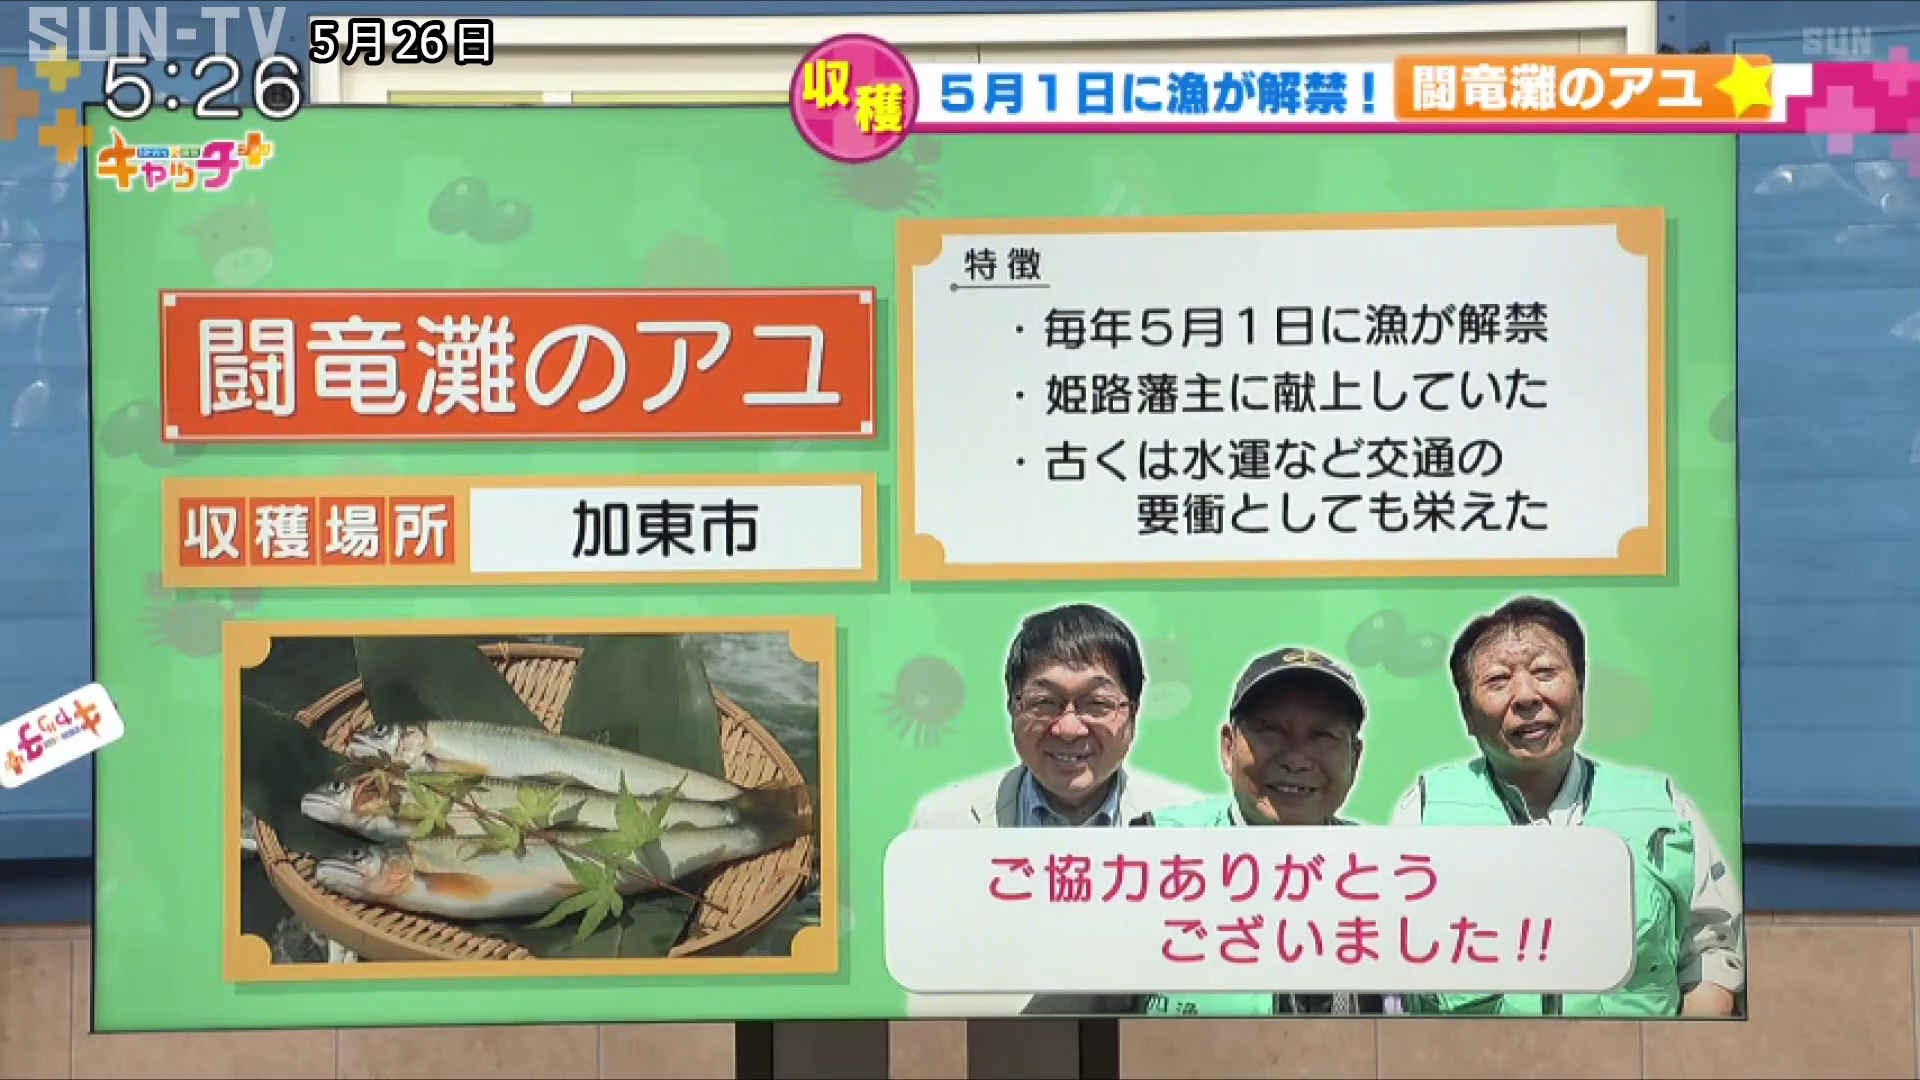 SUN-TV
5:26
5月26日
SUN
キャッチ+
収穫
5月1日に漁が解禁!
闘竜灘のアユ
闘竜灘のアユ
収穫場所
加東市
特徴
・毎年5月1日に漁が解禁
・姫路藩主に献上していた
・古くは水運など交通の
要衝としても栄えた
キャッチ+
ご協力ありがとう
ございました!!